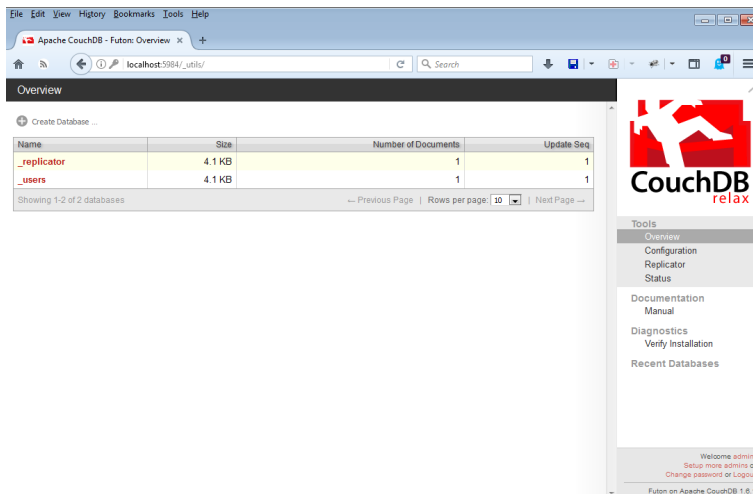 File Edit View History Bookmarks Tools Help
Apache CouchDB - Futon: Overview × +
localhost:5984/_utils/
Search
0
Overview
Create Database ...
Name Size Number of Documents Update Seq
_replicator 4.1 KB 1 1
_users 4.1 KB 1 1
Showing 1-2 of 2 databases ← Previous Page | Rows per page: 10 | Next Page →
CouchDB
relax
Tools
Overview
Configuration
Replicator
Status
Documentation
Manual
Diagnostics
Verify Installation
Recent Databases
Welcome admin
Setup more admins o
Change password or Logou
Futon on Apache CouchDB 1.6